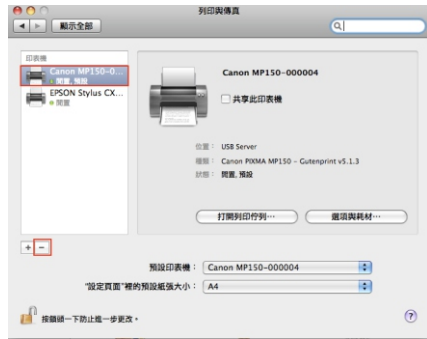 列印與傳真
顯示全部
印表機
Canon MP150-0...
閒置, 預設
EPSON Stylus CX...
閒置
Canon MP150-000004
共享此印表機
位置： USB Server
種類： Canon PIXMA MP150 – Gutenprint v5.1.3
狀態： 閒置, 預設
打開列印佇列…
選項與耗材…
預設印表機： Canon MP150-000004
"設定頁面"裡的預設紙張大小： A4
按鎖頭一下防止進一步更改。